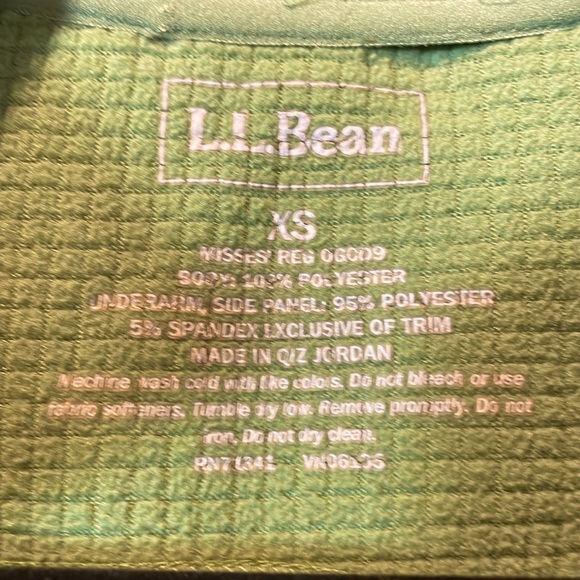 L.L.Bean
XS
MISSES' REG 0GCD9
BODY: 100% POLYESTER
UNDERARM, SIDE PANEL: 95% POLYESTER
5% SPANDEX EXCLUSIVE OF TRIM
MADE IN QIZ JORDAN
Machine wash cold with like colors. Do not bleach or use
fabric softeners. Tumble dry low. Remove promptly. Do not
iron. Do not dry clean.
RN71341